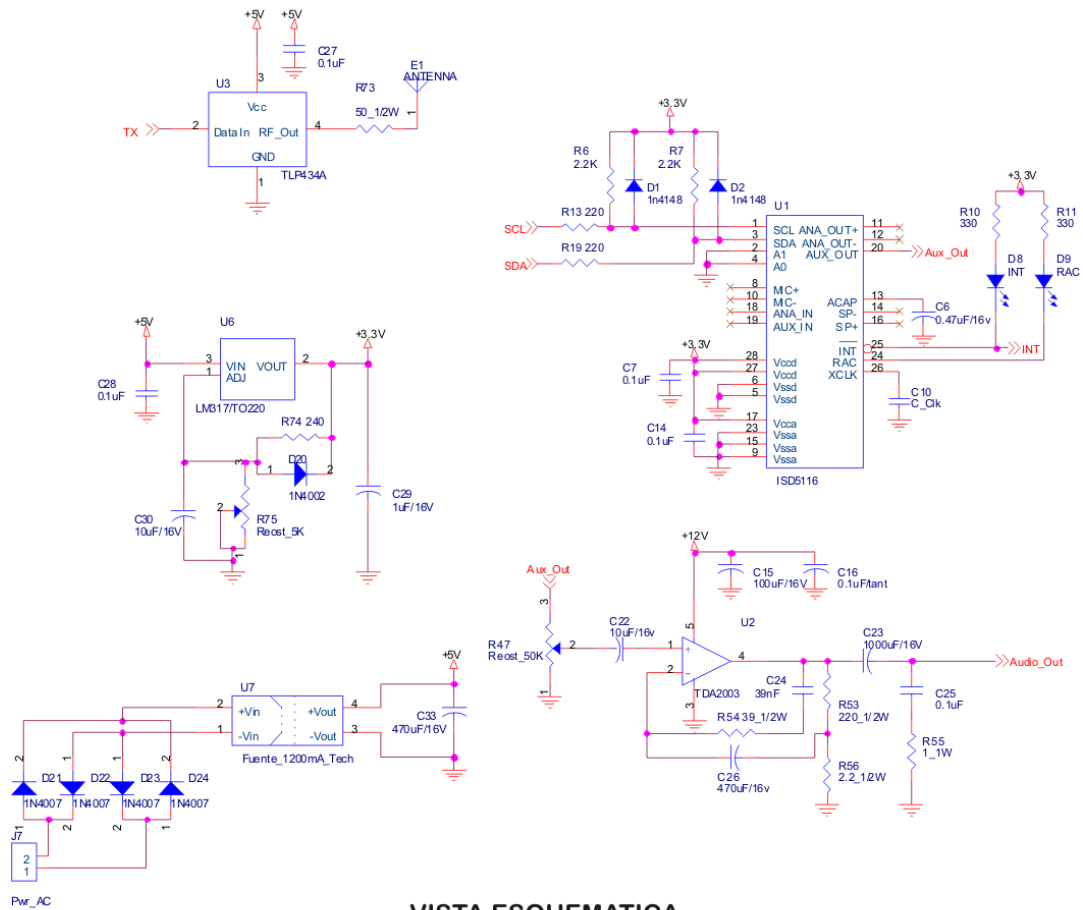 +5V
+5V
C27
0.1uF
U3
3
Vcc
TX
2
Data In
RF_Out
4
GND
1
TLP434A
R73
50_1/2W
E1
ANTENNA
1
+3.3V
R6
2.2K
R7
2.2K
D1
1n4148
D2
1n4148
SCL
R13 220
SDA
R19 220
U1
1
SCL
ANA_OUT+
11
3
SDA
ANA_OUT-
12
2
A1
AUX_OUT
20
Aux_Out
4
A0
8
MIC+
10
MIC-
ACAP
13
18
ANA_IN
SP-
14
19
AUX_IN
SP+
16
INT
25
INT
28
Vccd
RAC
24
27
Vccd
XCLK
26
6
Vssd
5
Vssd
17
Vcca
23
Vssa
15
Vssa
9
Vssa
ISD5116
+3.3V
R10
330
R11
330
D8
INT
D9
RAC
C6
0.47uF/16v
C10
C_Clk
+3.3V
C7
0.1uF
C14
0.1uF
+5V
U6
+3.3V
3
VIN
VOUT
2
1
ADJ
C28
0.1uF
LM317/TO220
R74 240
D20
1
2
1N4002
3
2
1
R75
Reost_5K
C30
10uF/16V
C29
1uF/16V
+12V
C15
100uF/16V
C16
0.1uF/tant
Aux_Out
3
R47
Reost_50K
2
1
C22
10uF/16v
U2
5
1
+
2
-
4
3
TDA2003
C24
39nF
C23
1000uF/16V
Audio_Out
R53
220_1/2W
C25
0.1uF
R54 39_1/2W
R55
1_1W
C26
470uF/16v
R56
2.2_1/2W
+5V
U7
2
+Vin
+Vout
4
1
-Vin
-Vout
3
Fuente_1200mA_Tech
C33
470uF/16V
2
1
1
2
D21
D22
D23
D24
1N4007
1N4007
1N4007
1N4007
1
2
2
1
J7
2
1
Pwr_AC
VISTA ESQUEMATICA